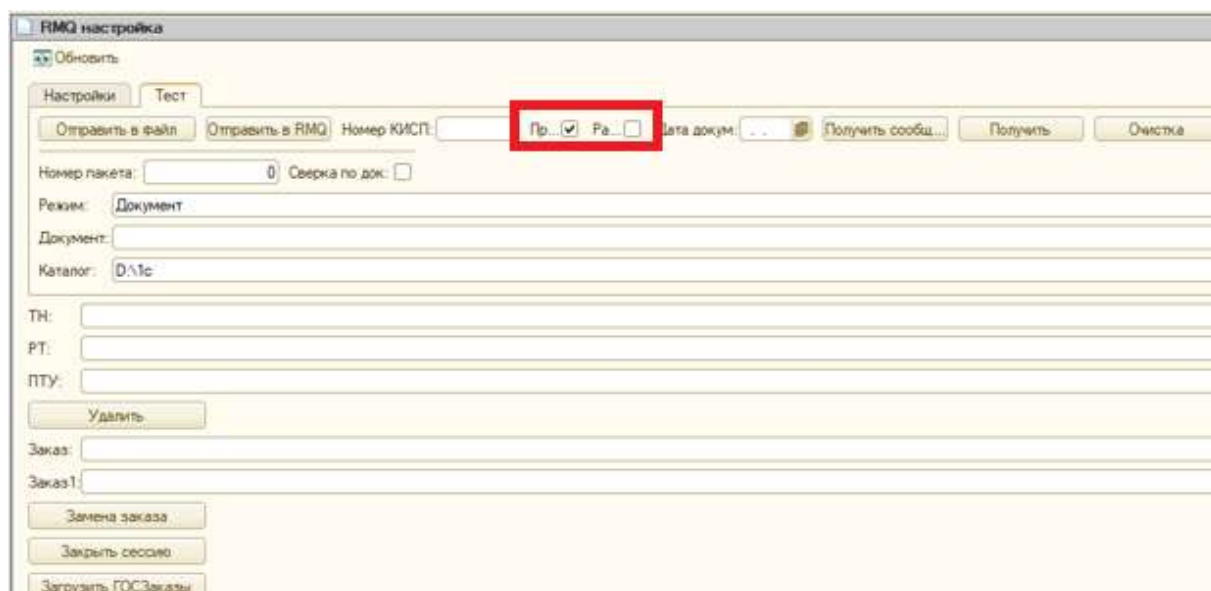 RMQ настройка
Обновить
Настройки Тест
Отправить в файл Отправить в RMQ Номер КИСП: Пр... Ра... Дата докум: . . Получить сообщ... Получить Очистка
Номер пакета: 0 Сверка по док:
Режим: Документ
Документ:
Каталог: D:\1c
ТН:
РТ:
ПТУ:
Удалить
Заказ:
Заказ1:
Замена заказа
Закрыть сессию
Загрузить ГОСЗаказы